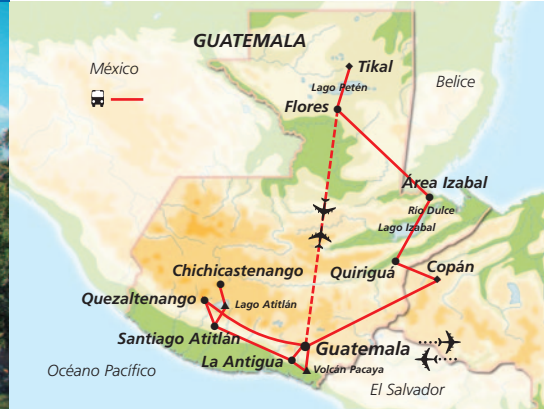 GUATEMALA
México
Tikal
Lago Petén
Belice
Flores
Área Izabal
Rio Dulce
Lago Izabal
Chichicastenango
Quiriguá
Copán
Quezaltenango
Lago Atitlán
Santiago Atitlán
Guatemala
La Antigua
Volcán Pacaya
Océano Pacífico
El Salvador